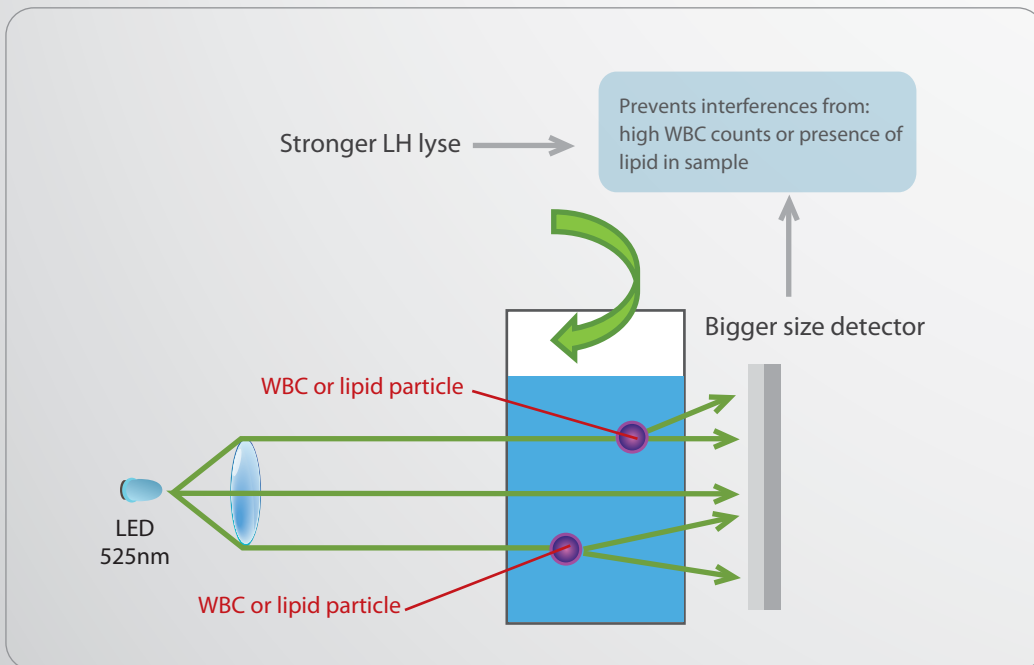 Prevents interferences from:
high WBC counts or presence of
lipid in sample
Stronger LH lyse
Bigger size detector
WBC or lipid particle
LED
525nm
WBC or lipid particle